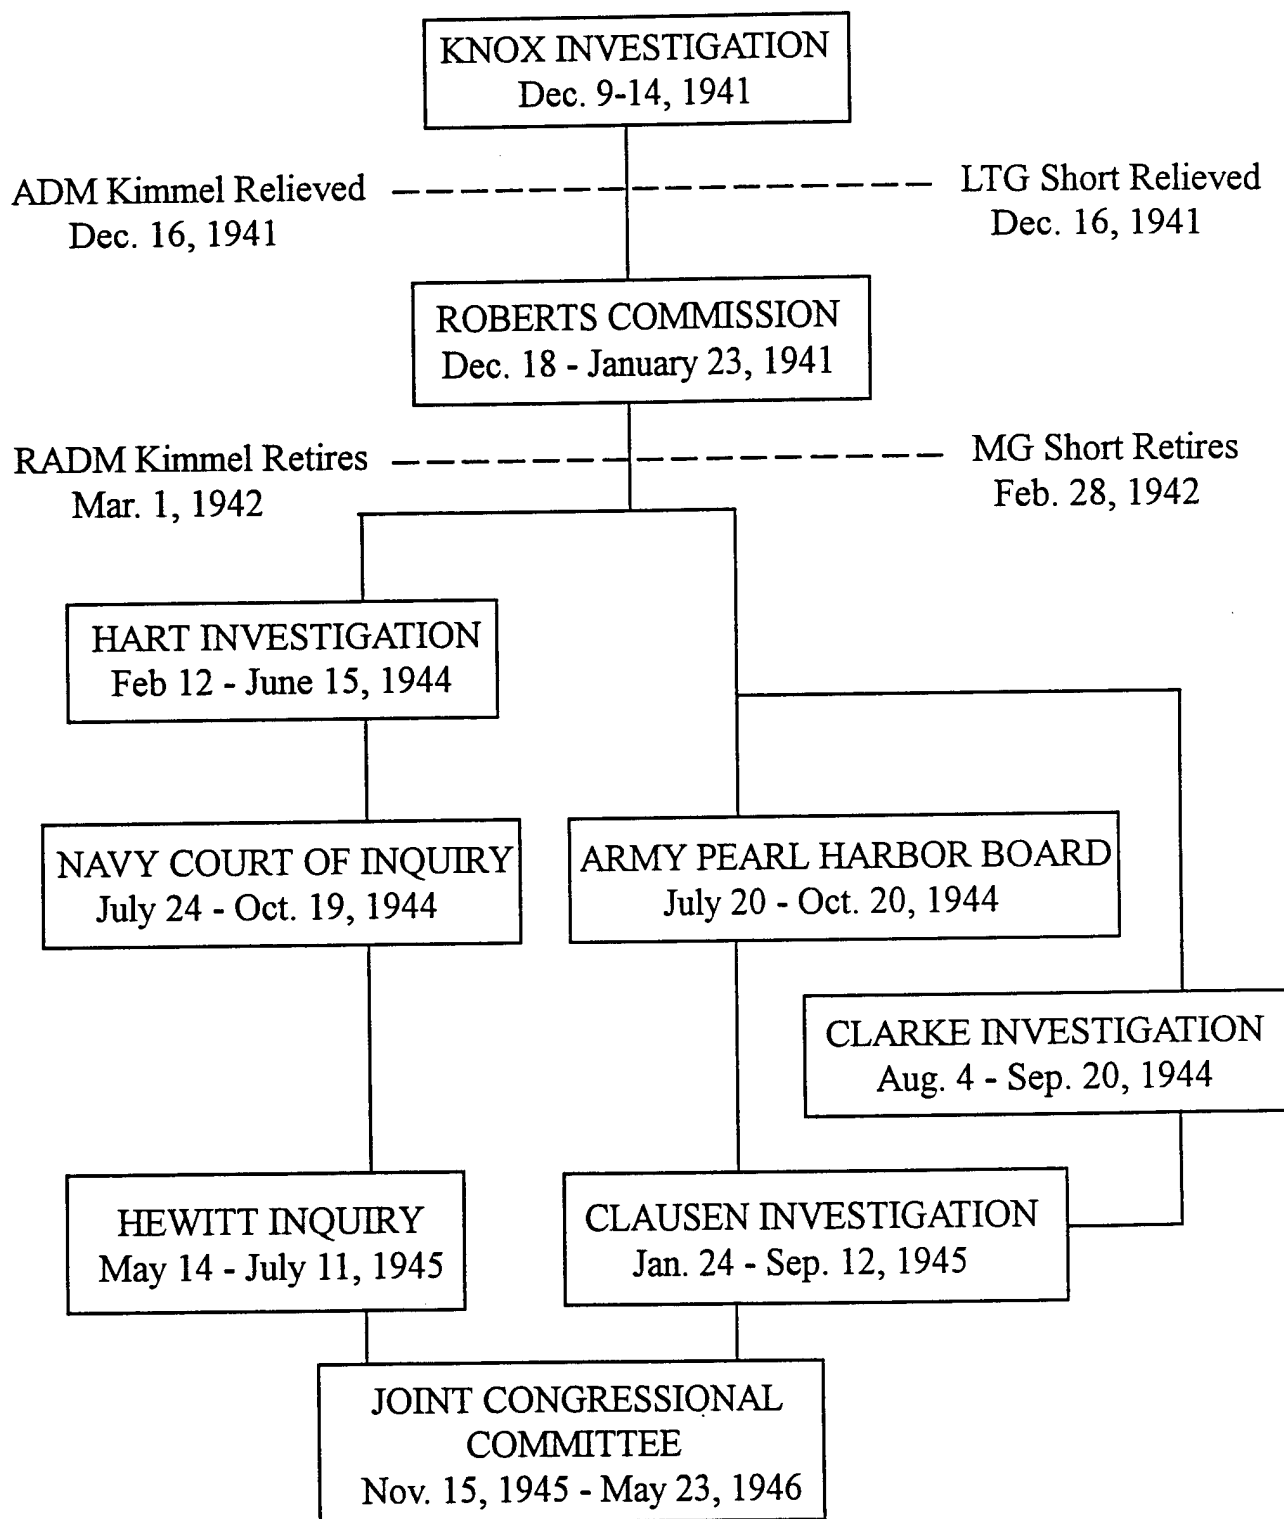 KNOX INVESTIGATION
Dec. 9-14, 1941
ADM Kimmel Relieved
Dec. 16, 1941
LTG Short Relieved
Dec. 16, 1941
ROBERTS COMMISSION
Dec. 18 - January 23, 1941
RADM Kimmel Retires
Mar. 1, 1942
MG Short Retires
Feb. 28, 1942
HART INVESTIGATION
Feb 12 - June 15, 1944
NAVY COURT OF INQUIRY
July 24 - Oct. 19, 1944
ARMY PEARL HARBOR BOARD
July 20 - Oct. 20, 1944
CLARKE INVESTIGATION
Aug. 4 - Sep. 20, 1944
HEWITT INQUIRY
May 14 - July 11, 1945
CLAUSEN INVESTIGATION
Jan. 24 - Sep. 12, 1945
JOINT CONGRESSIONAL
COMMITTEE
Nov. 15, 1945 - May 23, 1946